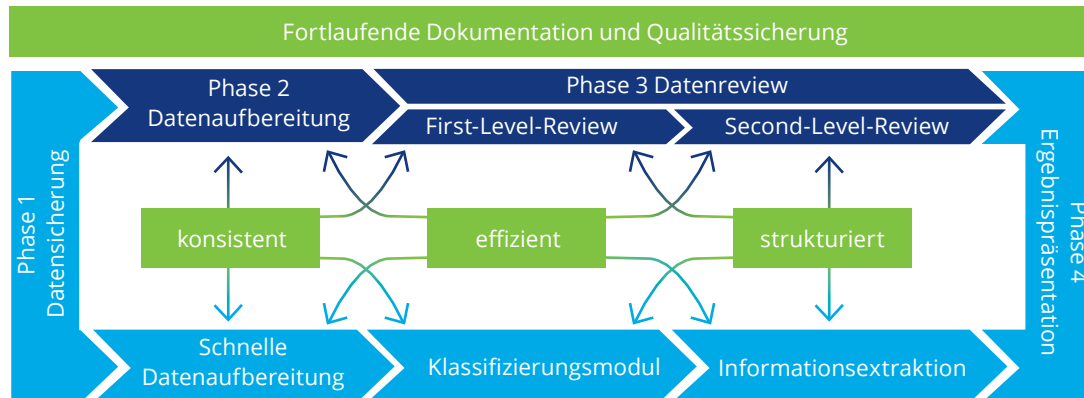 Fortlaufende Dokumentation und Qualitätssicherung
Phase 1
Datensicherung
Phase 2
Datenaufbereitung
Phase 3 Datenreview
First-Level-Review
Second-Level-Review
konsistent
effizient
strukturiert
Schnelle
Datenaufbereitung
Klassifizierungsmodul
Informationsextraktion
Phase 4
Ergebnispräsentation